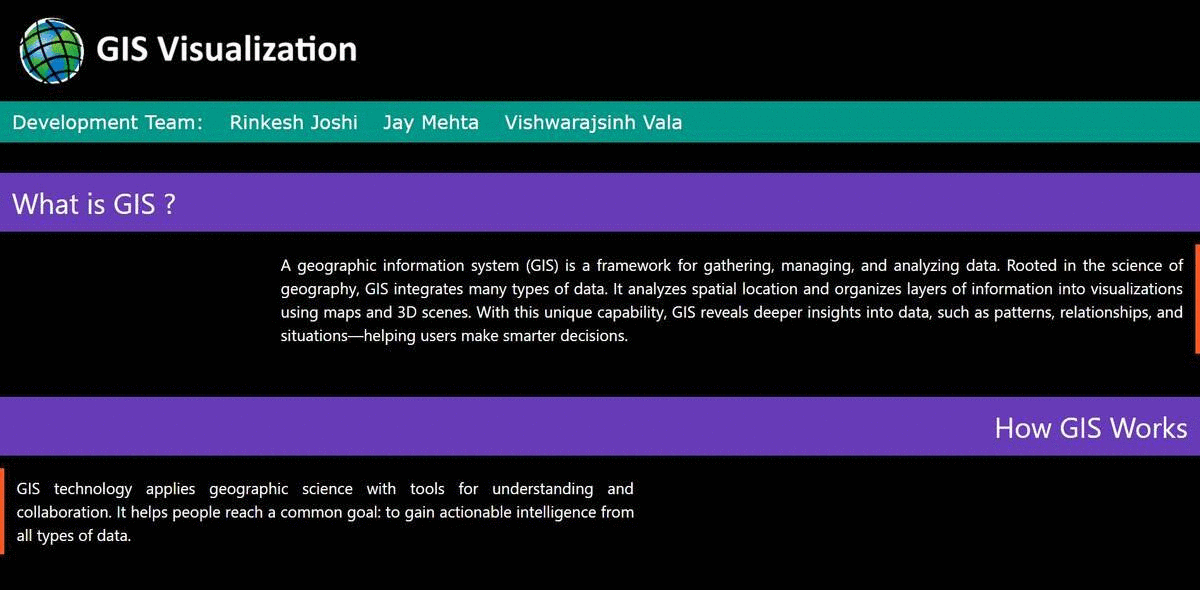 GIS Visualization
Development Team: Rinkesh Joshi Jay Mehta Vishwarajsinh Vala
What is GIS ?
A geographic information system (GIS) is a framework for gathering, managing, and analyzing data. Rooted in the science of
geography, GIS integrates many types of data. It analyzes spatial location and organizes layers of information into visualizations
using maps and 3D scenes. With this unique capability, GIS reveals deeper insights into data, such as patterns, relationships, and
situations—helping users make smarter decisions.
How GIS Works
GIS technology applies geographic science with tools for understanding and
collaboration. It helps people reach a common goal: to gain actionable intelligence from
all types of data.